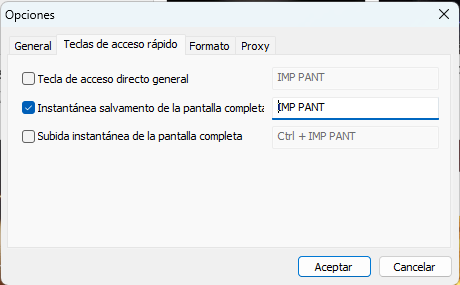 Opciones
General Teclas de acceso rápido Formato Proxy
Tecla de acceso directo general IMP PANT
Instantánea salvamento de la pantalla completa IMP PANT
Subida instantánea de la pantalla completa Ctrl + IMP PANT
Aceptar Cancelar